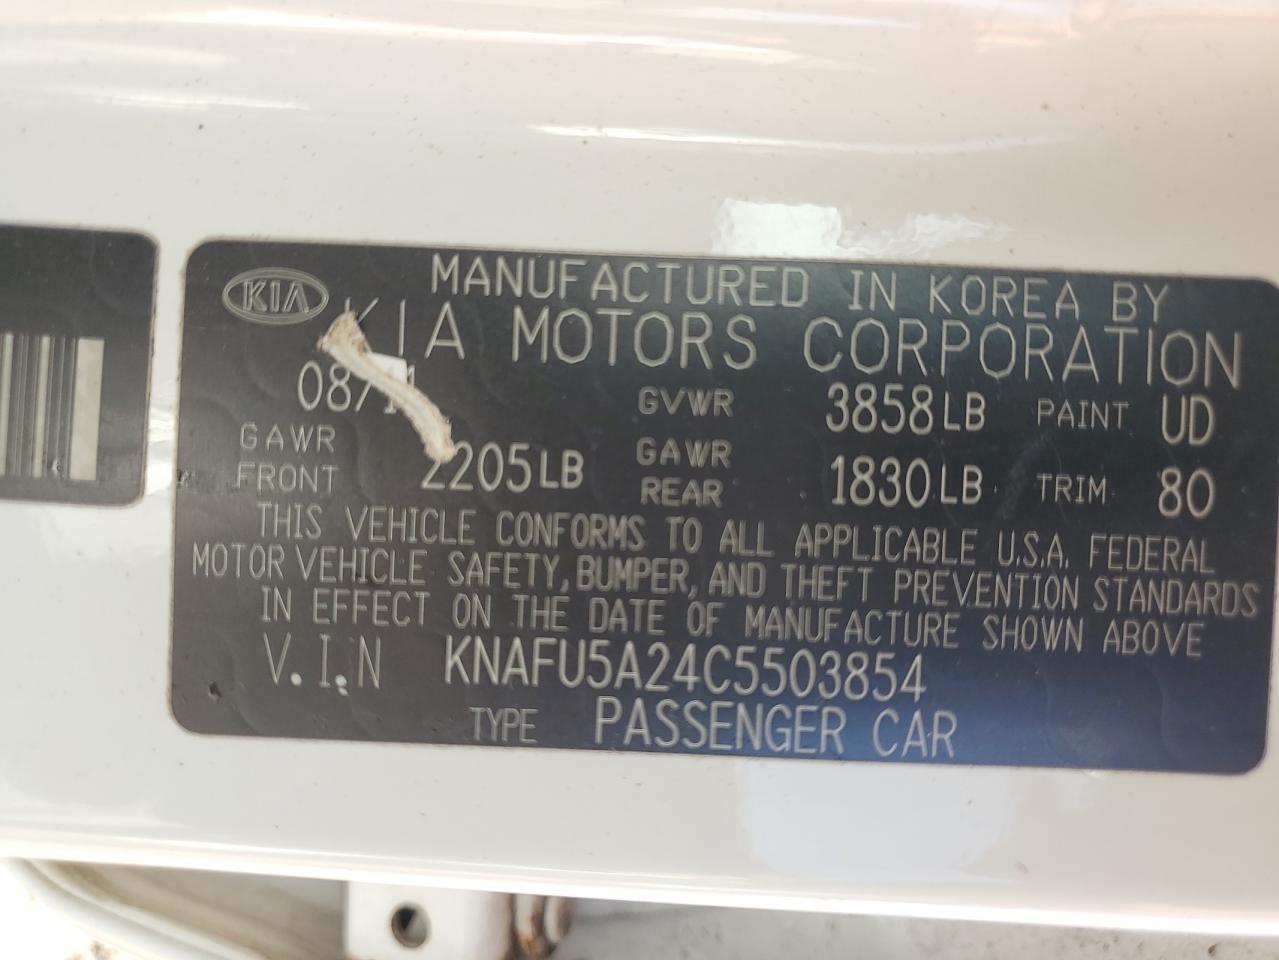 KIA
MANUFACTURED IN KOREA BY
KIA MOTORS CORPORATION
GVWR 3858LB PAINT UD
GAWR FRONT 2205LB GAWR REAR 1830LB TRIM 80
THIS VEHICLE CONFORMS TO ALL APPLICABLE U.S.A. FEDERAL
MOTOR VEHICLE SAFETY, BUMPER, AND THEFT PREVENTION STANDARDS
IN EFFECT ON THE DATE OF MANUFACTURE SHOWN ABOVE
V.I.N KNAFU5A24C5503854
TYPE PASSENGER CAR